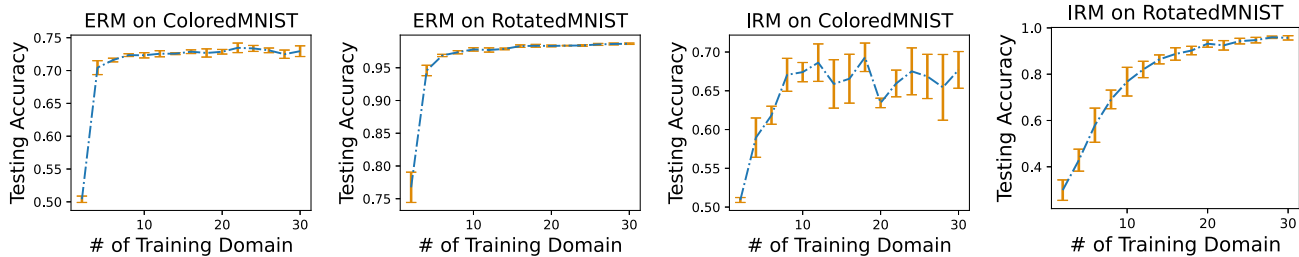 ERM on ColoredMNIST
Testing Accuracy
0.75
0.70
0.65
0.60
0.55
0.50
10
20
30
# of Training Domain
ERM on RotatedMNIST
Testing Accuracy
0.95
0.90
0.85
0.80
0.75
10
20
30
# of Training Domain
IRM on ColoredMNIST
Testing Accuracy
0.70
0.65
0.60
0.55
0.50
10
20
30
# of Training Domain
IRM on RotatedMNIST
Testing Accuracy
1.0
0.8
0.6
0.4
10
20
30
# of Training Domain